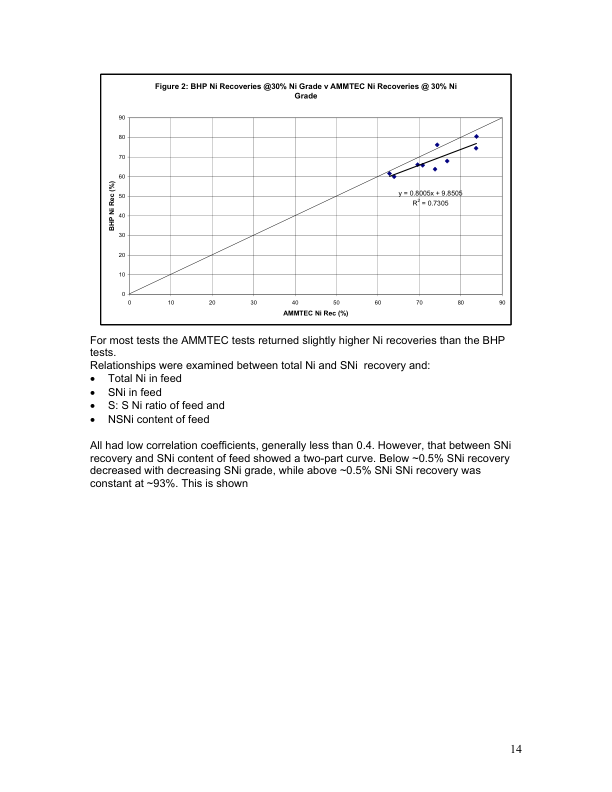 Figure 2: BHP Ni Recoveries @30% Ni Grade v AMMTEC Ni Recoveries @ 30% Ni
Grade
90
80
70
60
50
40
30
20
10
0
BHP Ni Rec (%)
y = 0.8005x + 9.8505
R² = 0.7305
0 10 20 30 40 50 60 70 80 90
AMMTEC Ni Rec (%)
For most tests the AMMTEC tests returned slightly higher Ni recoveries than the BHP
tests.
Relationships were examined between total Ni and SNi  recovery and:
• Total Ni in feed
• SNi in feed
• S: S Ni ratio of feed and
• NSNi content of feed
All had low correlation coefficients, generally less than 0.4. However, that between SNi
recovery and SNi content of feed showed a two-part curve. Below ~0.5% SNi recovery
decreased with decreasing SNi grade, while above ~0.5% SNi SNi recovery was
constant at ~93%. This is shown
14